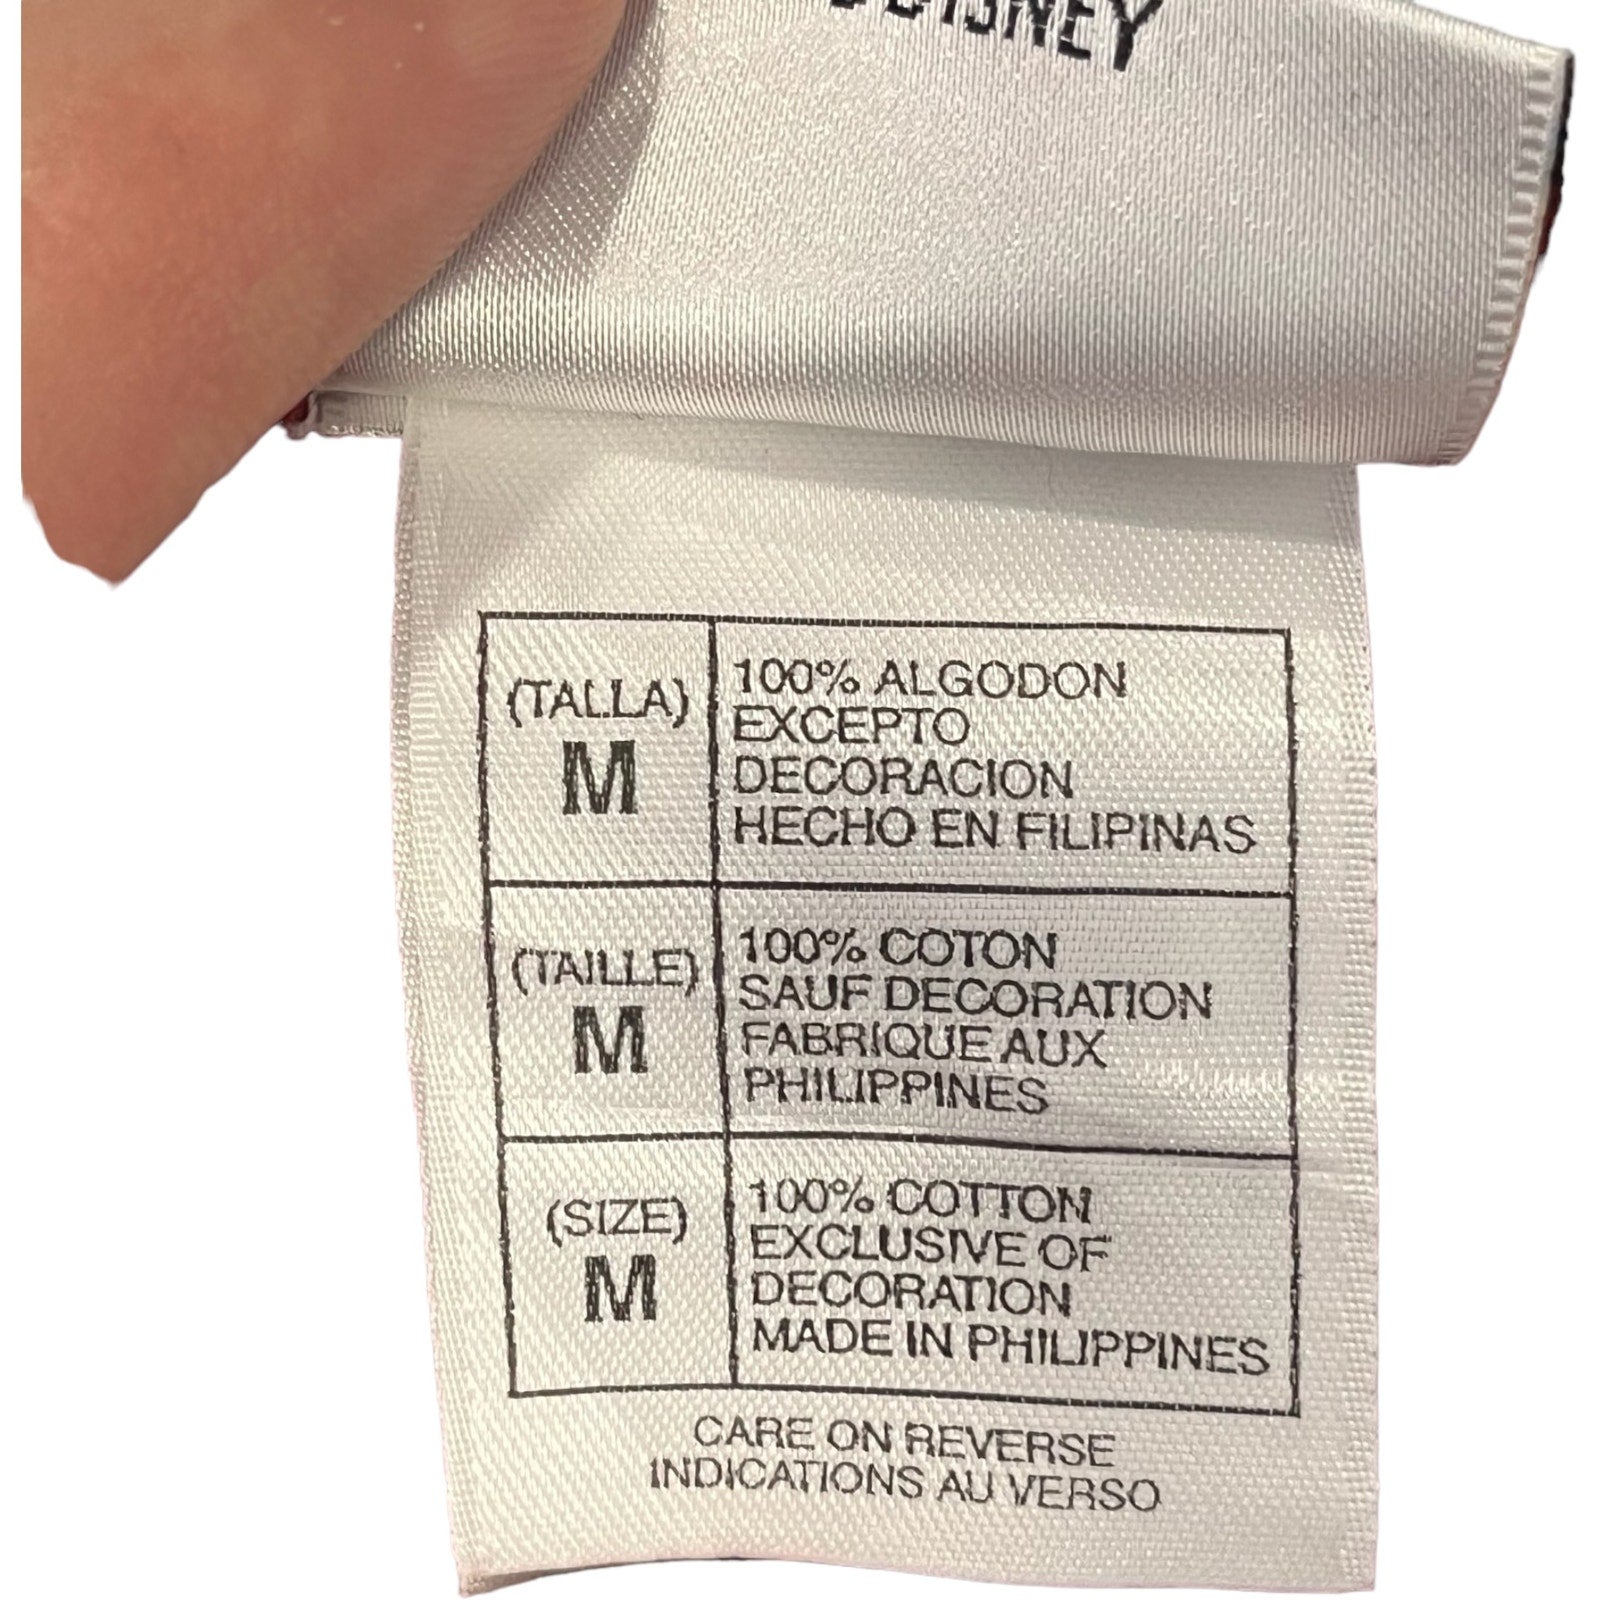 DISNEY
(TALLA)
M
100% ALGODON
EXCEPTO
DECORACION
HECHO EN FILIPINAS
(TAILLE)
M
100% COTON
SAUF DECORATION
FABRIQUE AUX
PHILIPPINES
(SIZE)
M
100% COTTON
EXCLUSIVE OF
DECORATION
MADE IN PHILIPPINES
CARE ON REVERSE
INDICATIONS AU VERSO